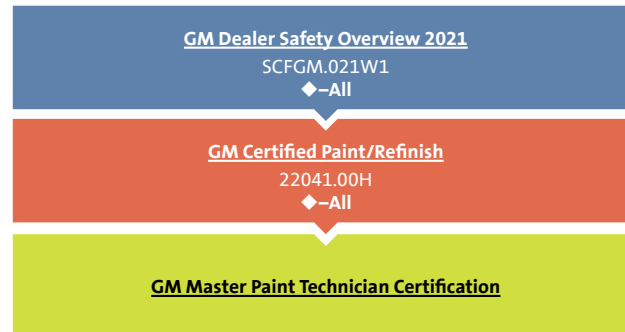 GM Dealer Safety Overview 2021
SCFGM.021W1
◆–All
GM Certified Paint/Refinish
22041.00H
◆–All
GM Master Paint Technician Certification